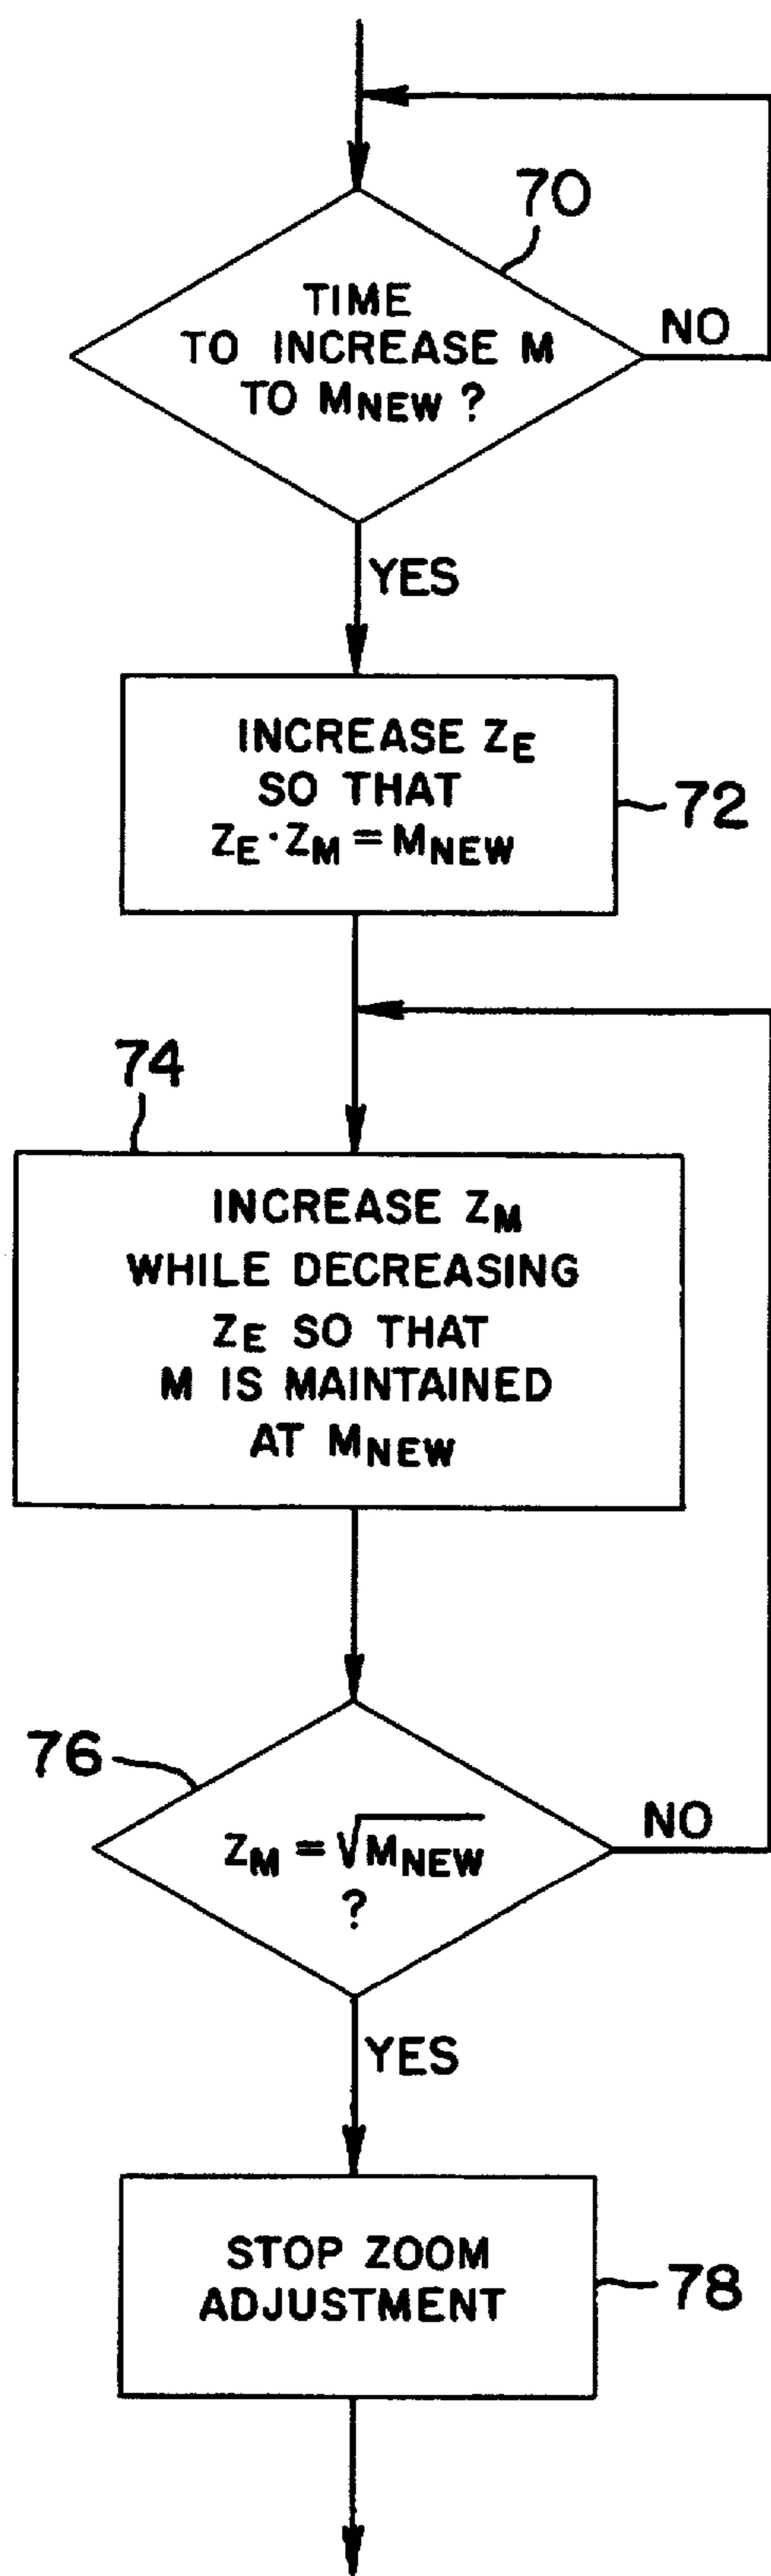 70
TIME
TO INCREASE M
TO MNEW ?
NO
YES
INCREASE ZE
SO THAT
ZE·ZM = MNEW
72
74
INCREASE ZM
WHILE DECREASING
ZE SO THAT
M IS MAINTAINED
AT MNEW
76
ZM = √MNEW
?
NO
YES
STOP ZOOM
ADJUSTMENT
78